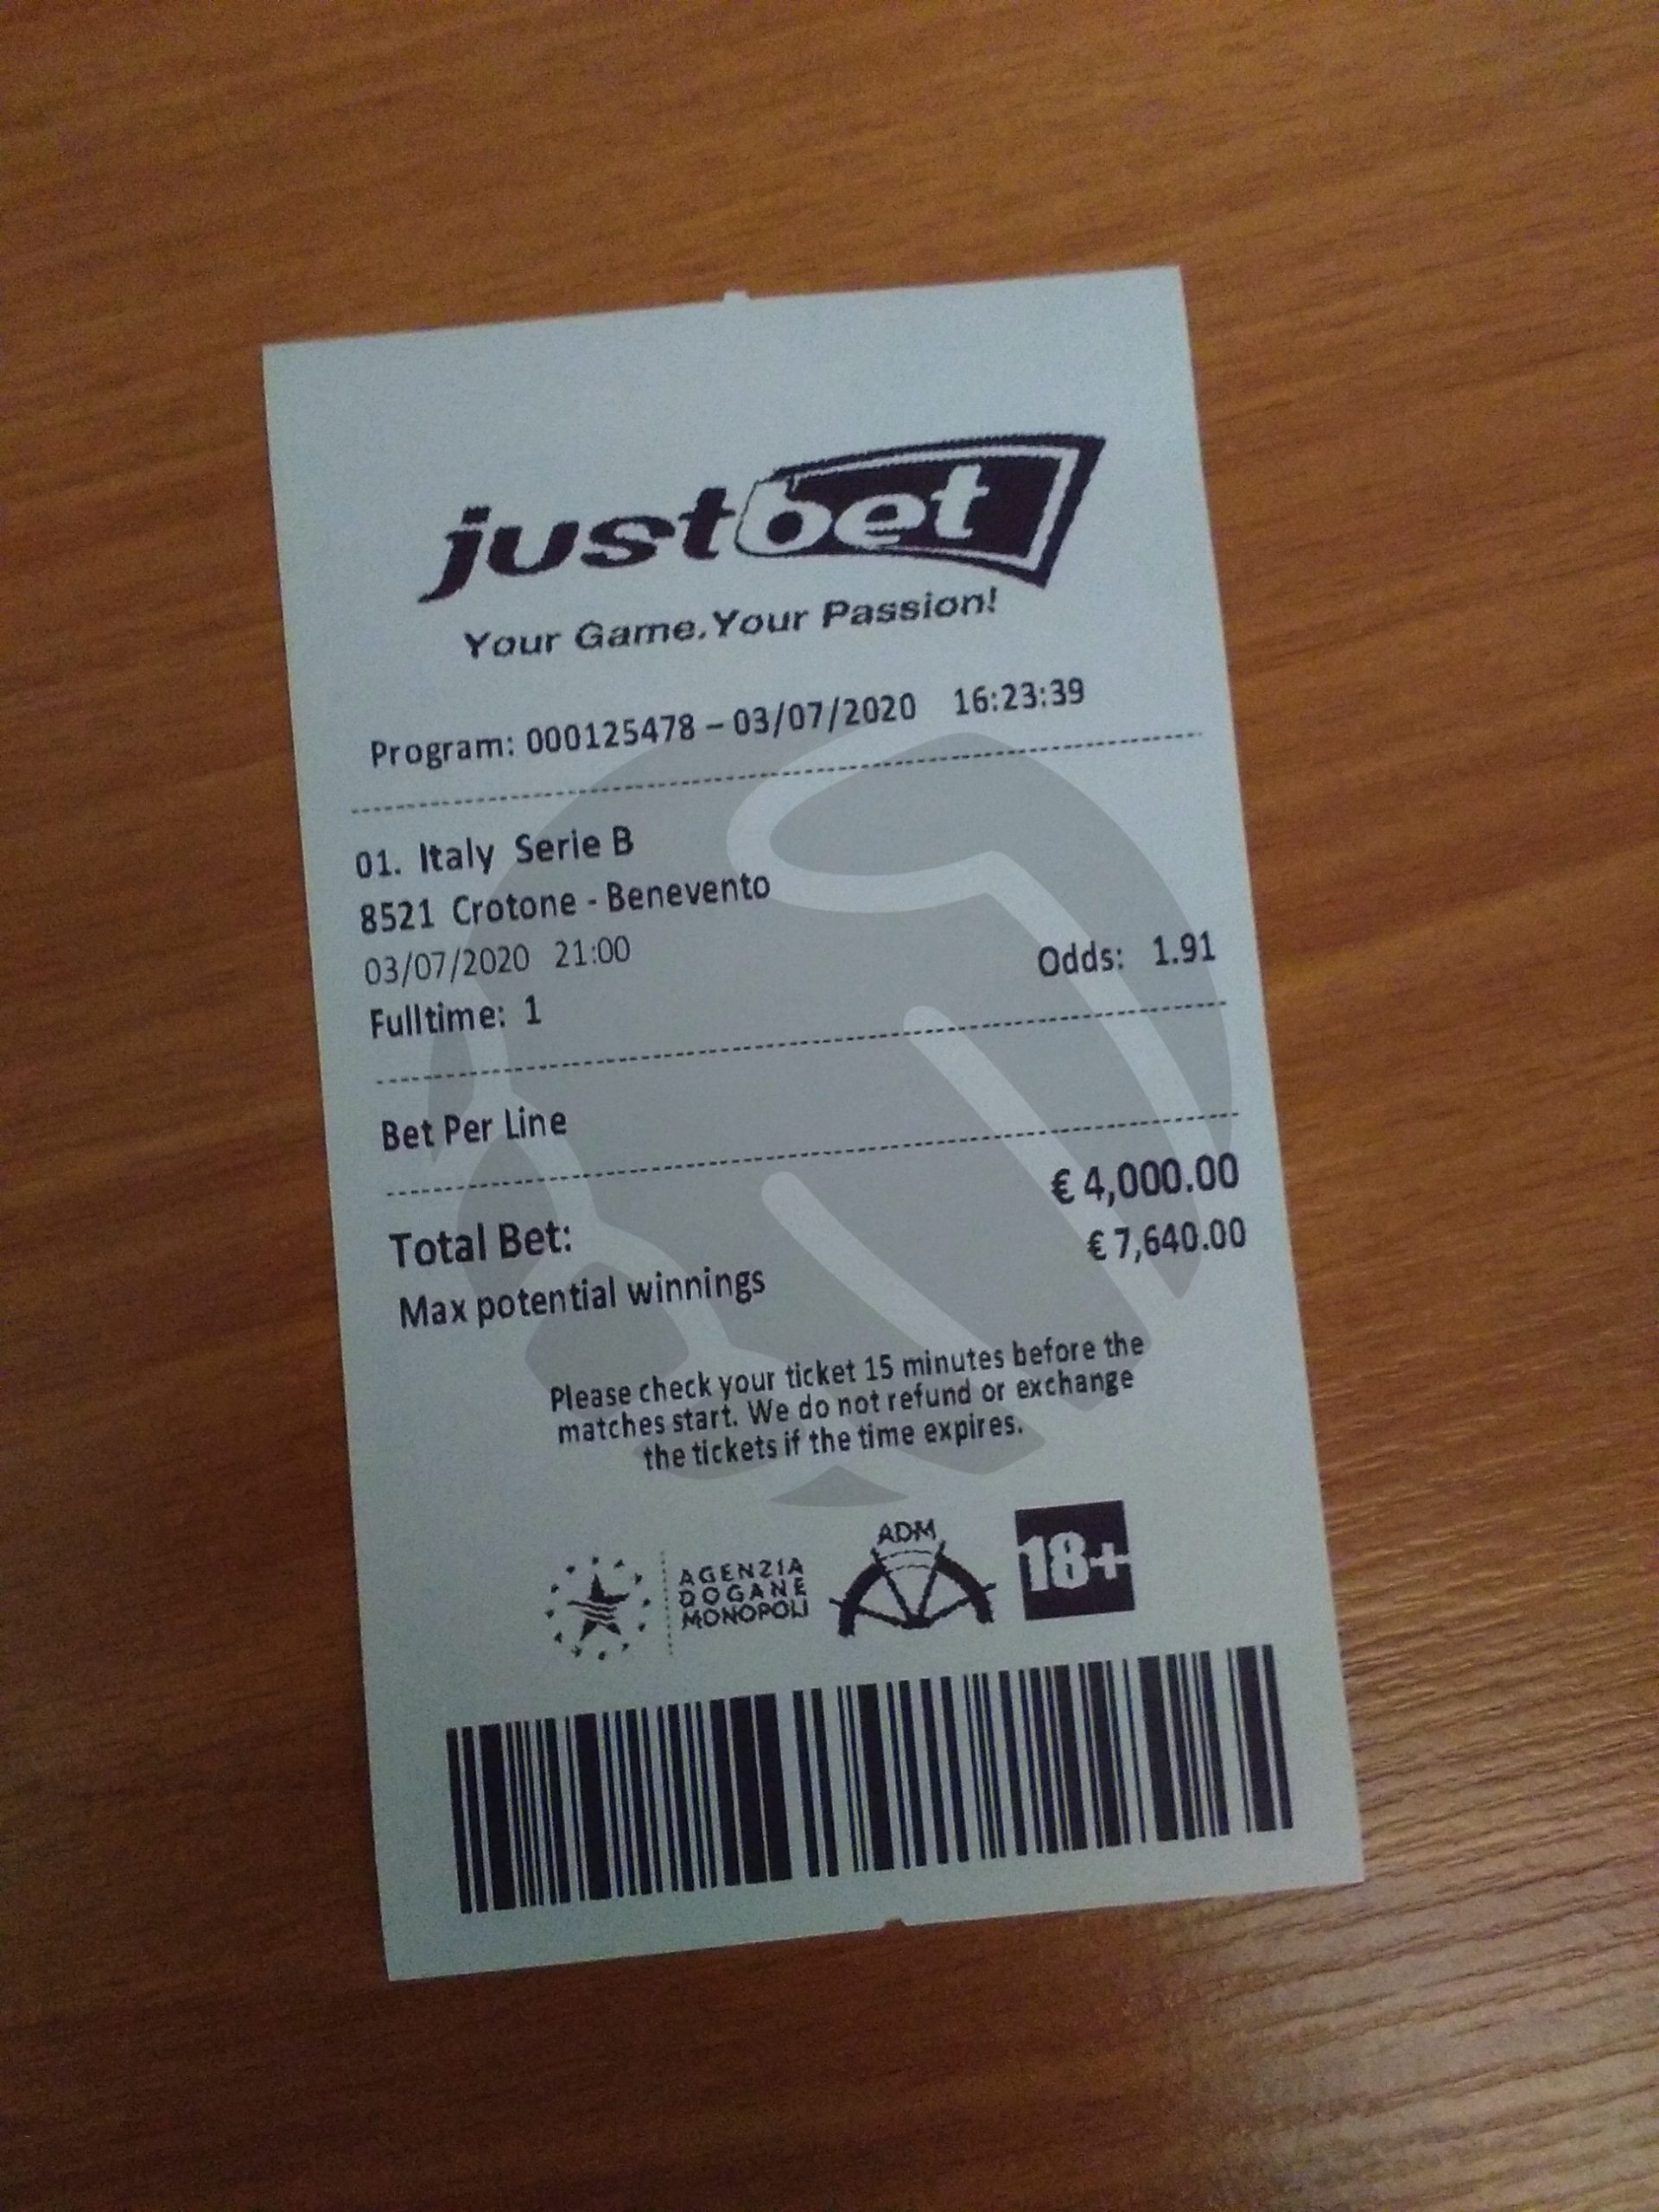 justbet
Your Game.Your Passion!
Program: 000125478 – 03/07/2020 16:23:39
01. Italy Serie B
8521 Crotone - Benevento
03/07/2020 21:00
Fulltime: 1 Odds: 1.91
Bet Per Line
Total Bet: € 4,000.00
Max potential winnings € 7,640.00
Please check your ticket 15 minutes before the
matches start. We do not refund or exchange
the tickets if the time expires.
AGENZIA
DOGANE
MONOPOLI
ADM
18+